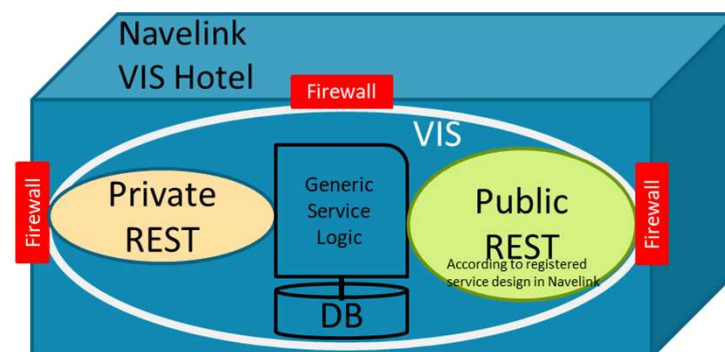 Navelink
VIS Hotel
Firewall
VIS
Firewall
Private
REST
Generic
Service
Logic
Public
REST
According to registered
service design in Navelink
Firewall
DB